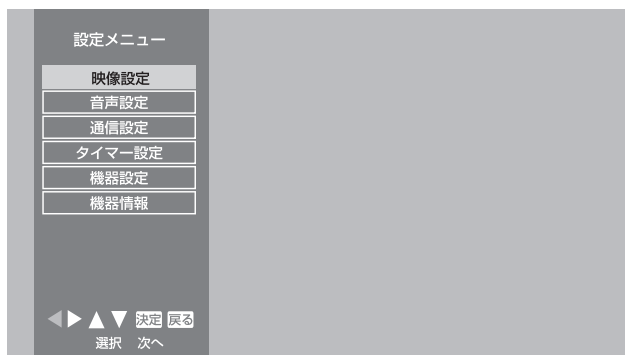 設定メニュー
映像設定
音声設定
通信設定
タイマー設定
機器設定
機器情報
決定 戻る
選択 次へ